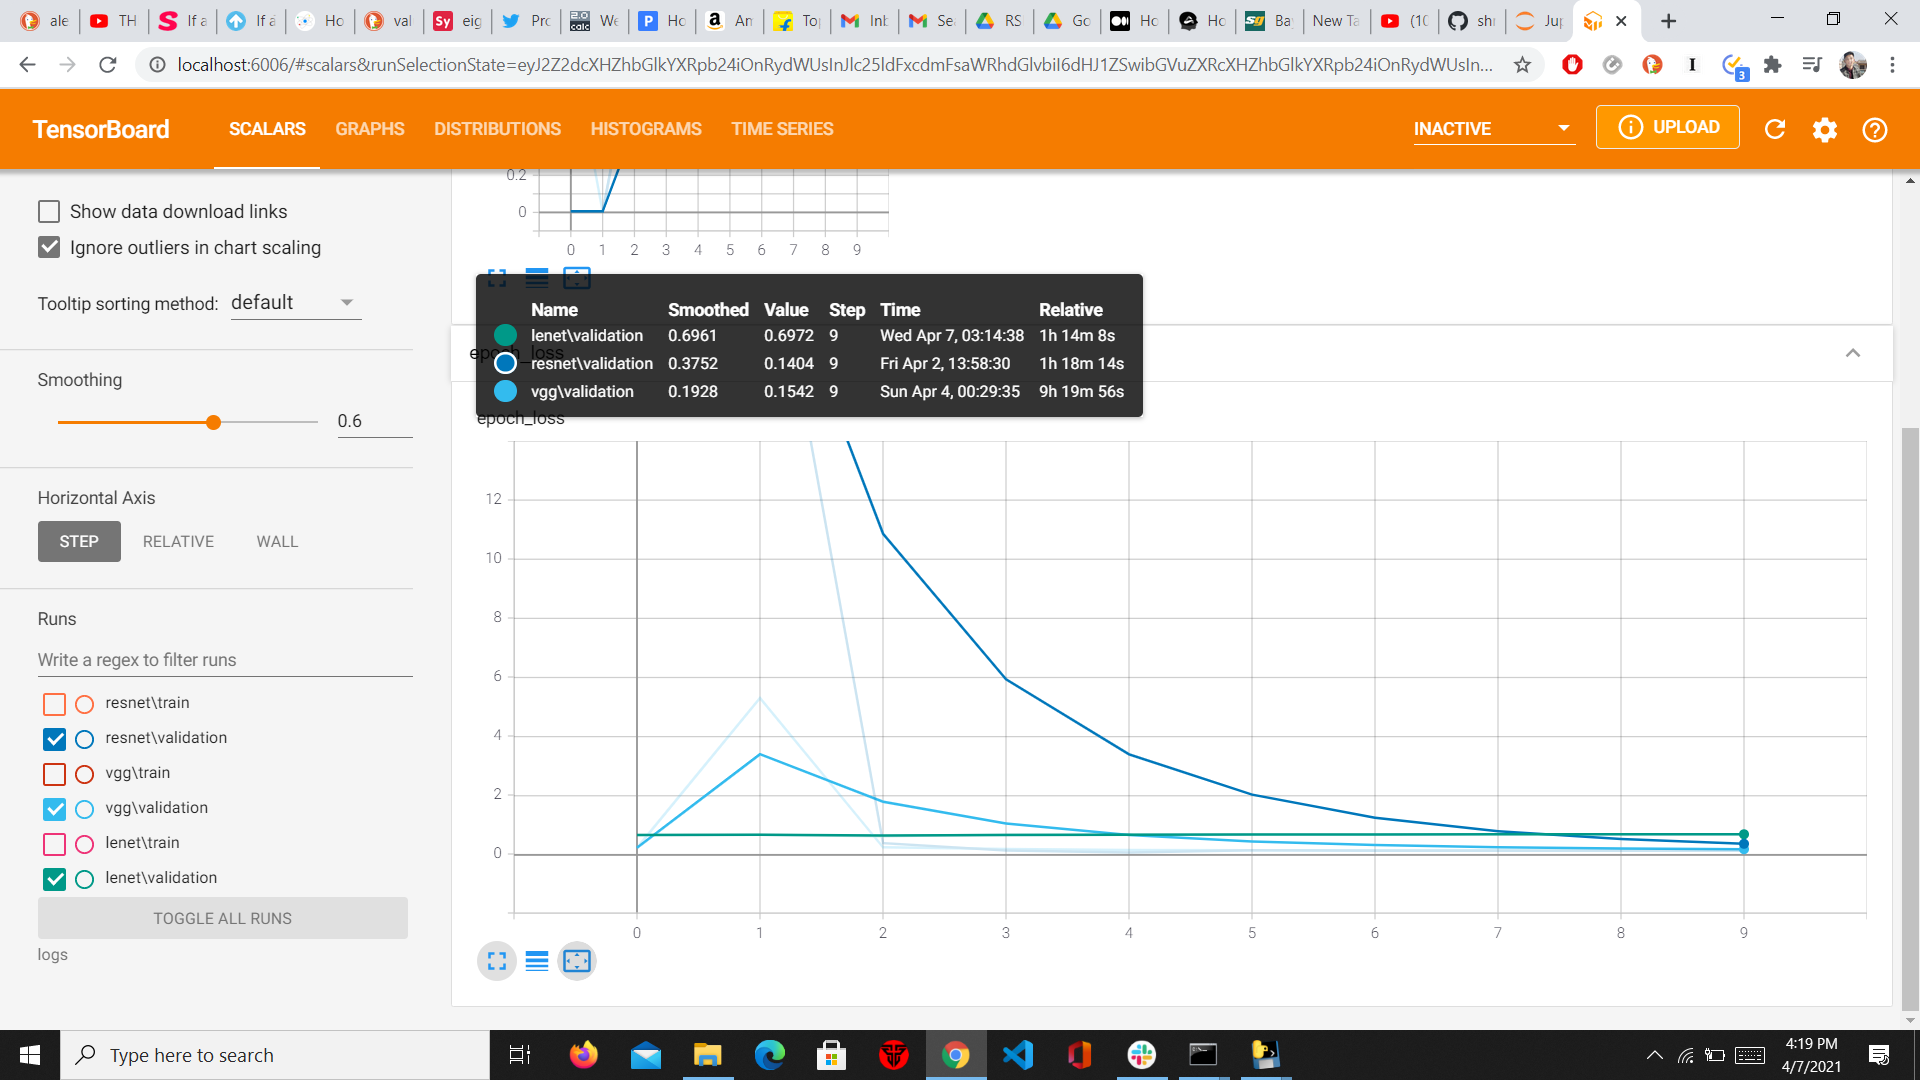 ale TH If a If a Ho val eig Pro We Ho An Top Inb Se RS Go Ho Ho Ba New Ta (10 shr Jup
localhost:6006/#scalars&runSelectionState=eyJ2Z2dcXHZhbGlkYXRpb24iOnRydWUsInJlc25ldFxcdmFsaWRhdGlvbiI6dHJ1ZSwibGVuZXRcXHZhbGlkYXRpb24iOnRydWUsIn...
3
TensorBoard SCALARS GRAPHS DISTRIBUTIONS HISTOGRAMS TIME SERIES INACTIVE UPLOAD
Show data download links
Ignore outliers in chart scaling
Tooltip sorting method: default
Smoothing
0.6
Horizontal Axis
STEP RELATIVE WALL
Runs
Write a regex to filter runs
resnet\train
resnet\validation
vgg\train
vgg\validation
lenet\train
lenet\validation
TOGGLE ALL RUNS
logs
0.2
0
0 1 2 3 4 5 6 7 8 9
epoch_loss
Name Smoothed Value Step Time Relative
lenet\validation 0.6961 0.6972 9 Wed Apr 7, 03:14:38 1h 14m 8s
resnet\validation 0.3752 0.1404 9 Fri Apr 2, 13:58:30 1h 18m 14s
vgg\validation 0.1928 0.1542 9 Sun Apr 4, 00:29:35 9h 19m 56s
epoch_loss
12
10
8
6
4
2
0
0 1 2 3 4 5 6 7 8 9
Type here to search
4:19 PM
4/7/2021